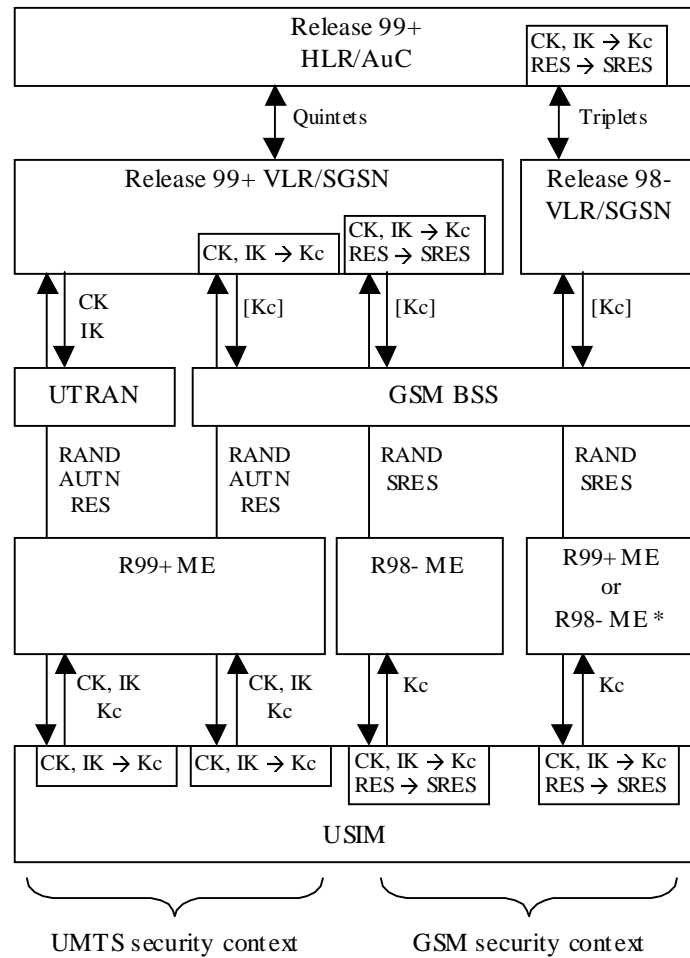 Release 99+
HLR/AuC
CK, IK → Kc
RES → SRES
Quintets
Triplets
Release 99+ VLR/SGSN
Release 98-
VLR/SGSN
CK, IK → Kc
CK, IK → Kc
RES → SRES
CK
IK
[Kc]
[Kc]
[Kc]
UTRAN
GSM BSS
RAND
AUTN
RES
RAND
AUTN
RES
RAND
SRES
RAND
SRES
R99+ ME
R98- ME
R99+ ME
or
R98- ME *
CK, IK
Kc
CK, IK
Kc
Kc
Kc
CK, IK → Kc
CK, IK → Kc
CK, IK → Kc
RES → SRES
CK, IK → Kc
RES → SRES
USIM
UMTS security context
GSM security context